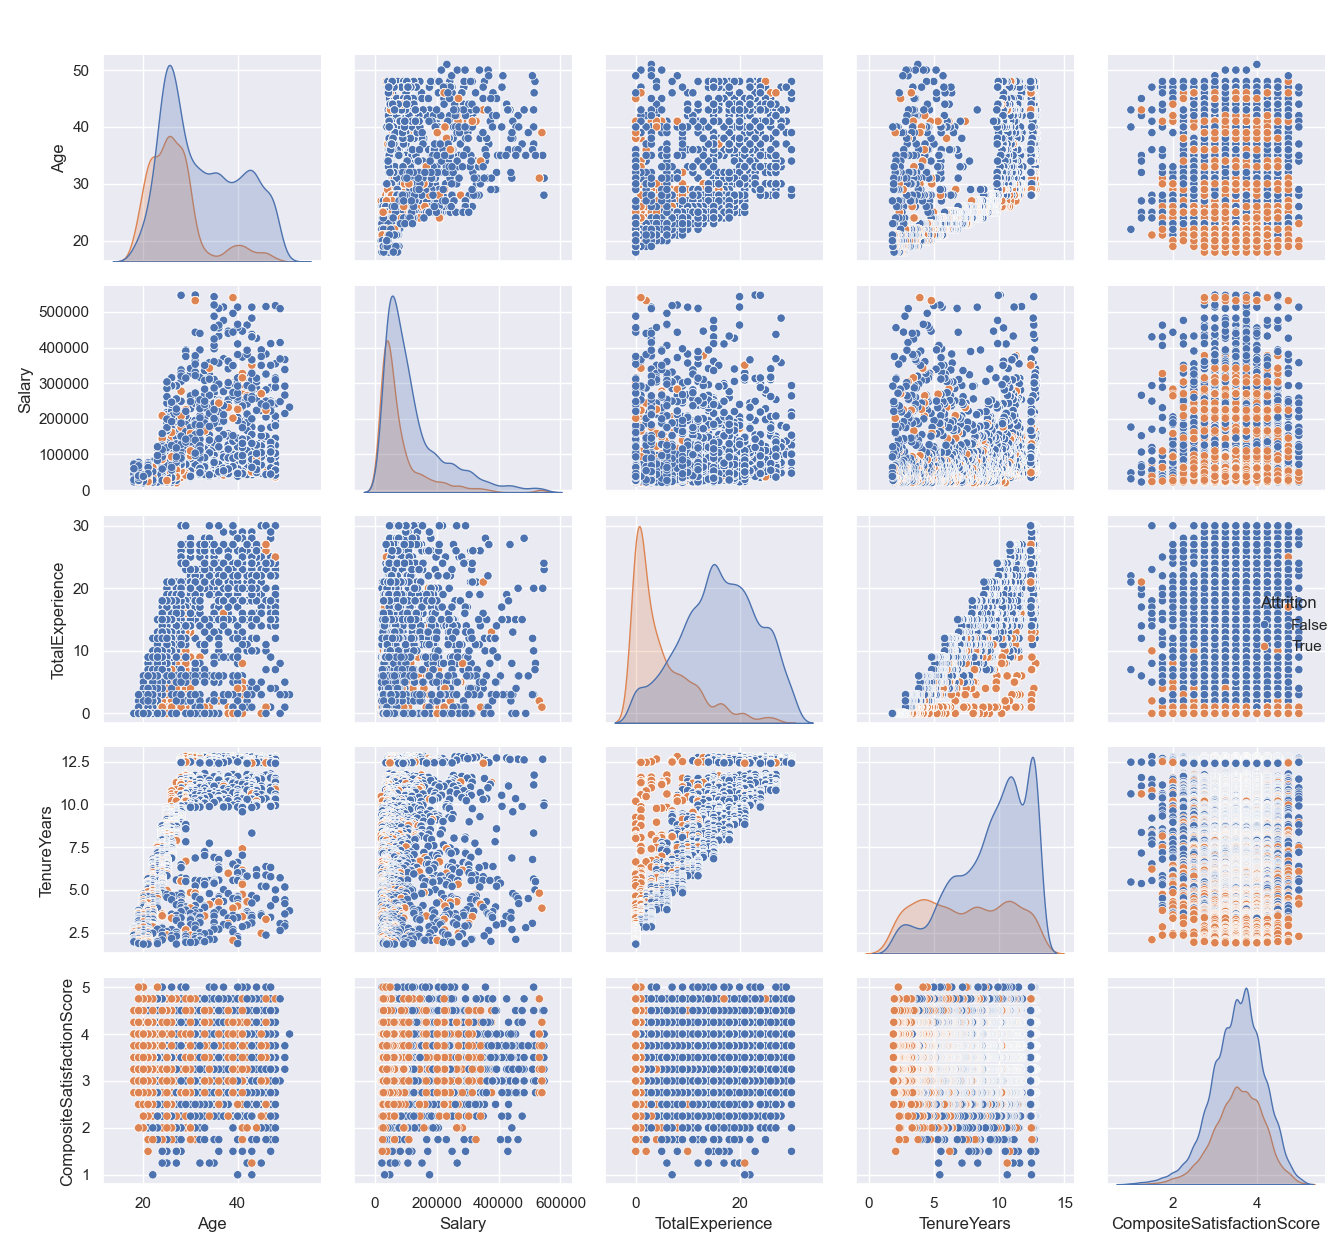 50
40
30
20
Age
500000
400000
300000
200000
100000
0
Salary
30
20
10
0
TotalExperience
Attrition
False
True
12.5
10.0
7.5
5.0
2.5
TenureYears
5
4
3
2
1
CompositeSatisfactionScore
20 40
Age
0 200000 400000 600000
Salary
0 20
TotalExperience
0 5 10 15
TenureYears
2 4
CompositeSatisfactionScore